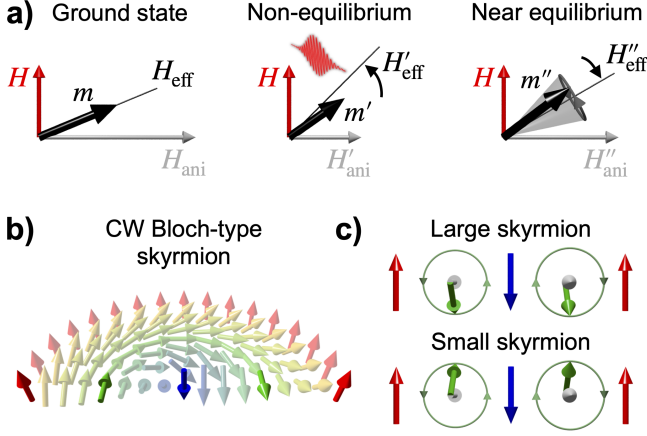 a) Ground state Non-equilibrium Near equilibrium
H m H_eff H m' H'_eff H m'' H''_eff
H_ani H'_ani H''_ani
b) CW Bloch-type
skyrmion
c) Large skyrmion
Small skyrmion